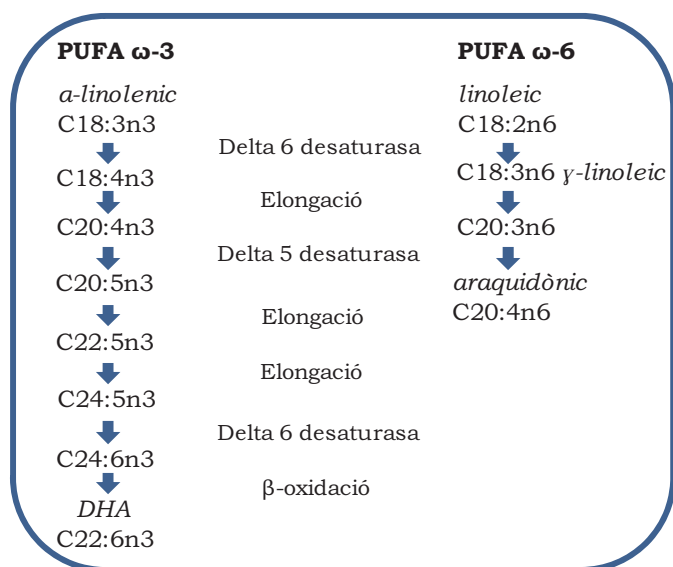 PUFA ω-3
α-linolenic
C18:3n3
C18:4n3
C20:4n3
C20:5n3
C22:5n3
C24:5n3
C24:6n3
DHA
C22:6n3
Delta 6 desaturasa
Elongació
Delta 5 desaturasa
Elongació
Elongació
Delta 6 desaturasa
β-oxidació
PUFA ω-6
linoleic
C18:2n6
C18:3n6 ɣ-linoleic
C20:3n6
araquidònic
C20:4n6